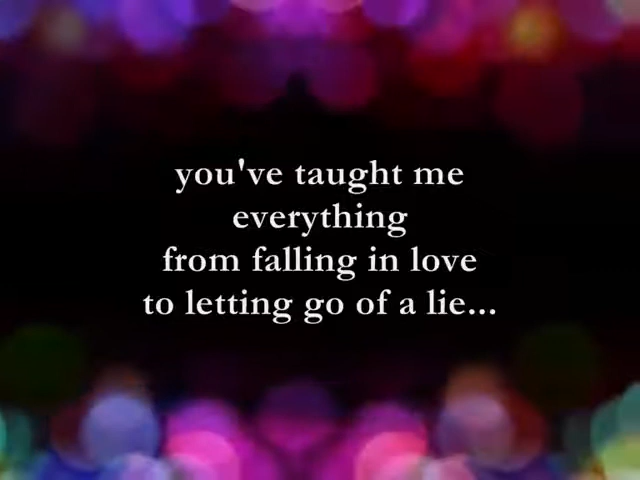 you've taught me
everything
from falling in love
to letting go of a lie...